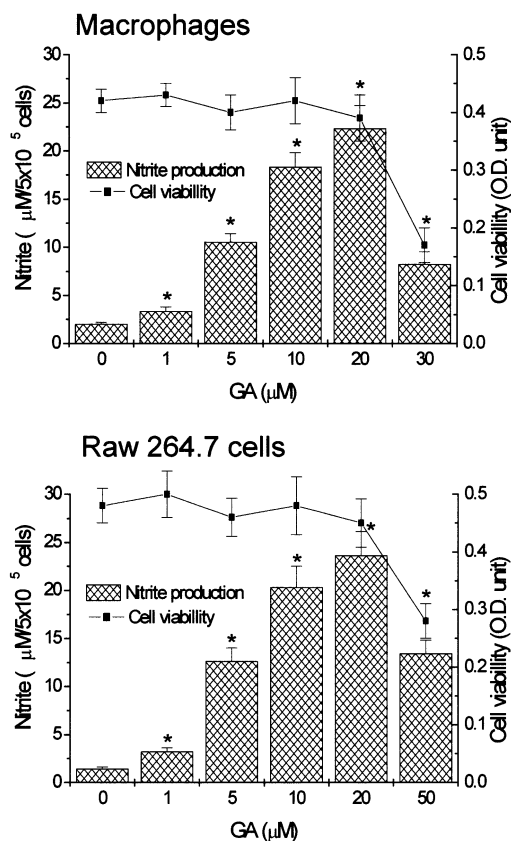 Macrophages
Nitrite ( μM/5x10 5 cells)
30
25
20
15
10
5
0
Nitrite production
Cell viabillity
* * * * *
0.5
0.4
0.3
0.2
0.1
0.0
Cell viabillity (O.D. unit)
0 1 5 10 20 30
GA (μM)
Raw 264.7 cells
Nitrite ( μM/5x10 5 cells)
30
25
20
15
10
5
0
Nitrite production
Cell viabillity
* * * * *
0.5
0.4
0.3
0.2
0.1
0.0
Cell viabillity (O.D. unit)
0 1 5 10 20 50
GA (μM)